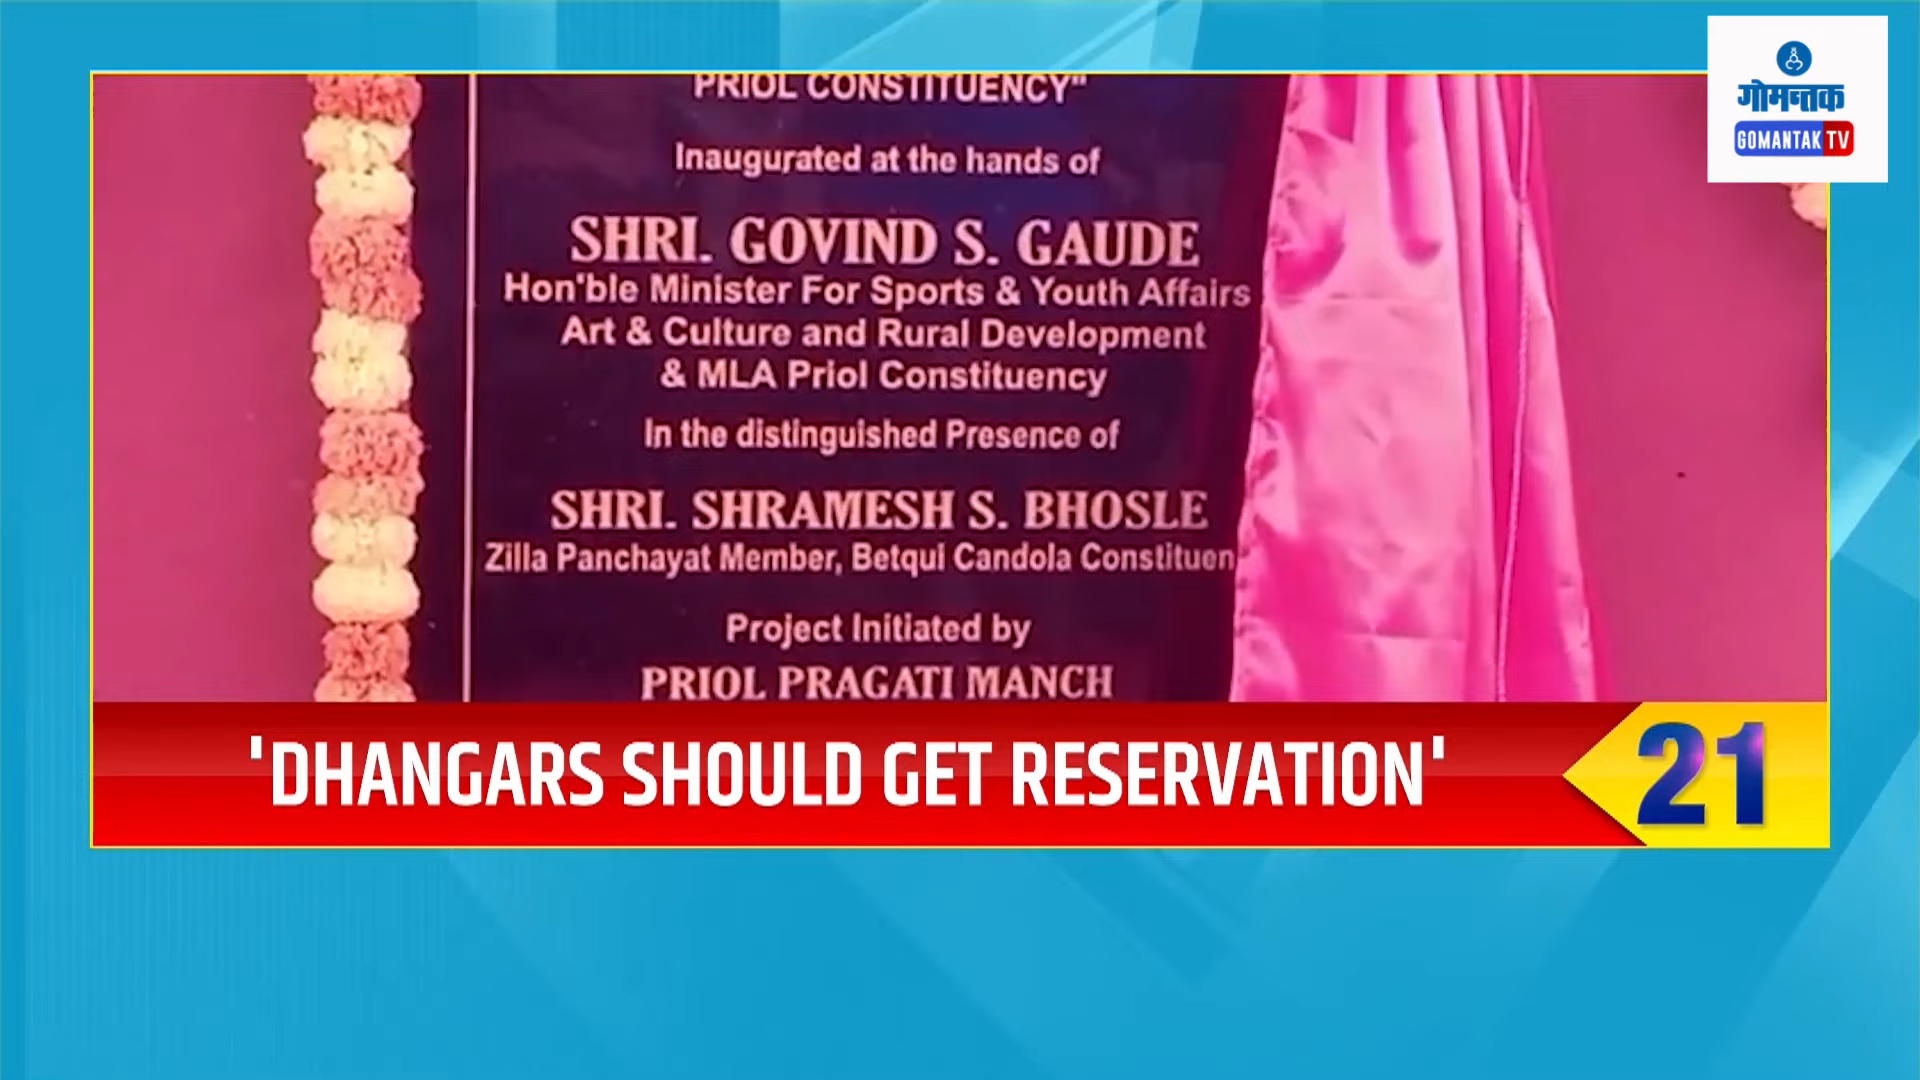 गोमन्तक
GOMANTAK TV
PRIOL CONSTITUENCY"
Inaugurated at the hands of
SHRI. GOVIND S. GAUDE
Hon'ble Minister For Sports & Youth Affairs
Art & Culture and Rural Development
& MLA Priol Constituency
In the distinguished Presence of
SHRI. SHRAMESH S. BHOSLE
Zilla Panchayat Member, Betqui Candola Constituen
Project Initiated by
PRIOL PRAGATI MANCH
'DHANGARS SHOULD GET RESERVATION'
21